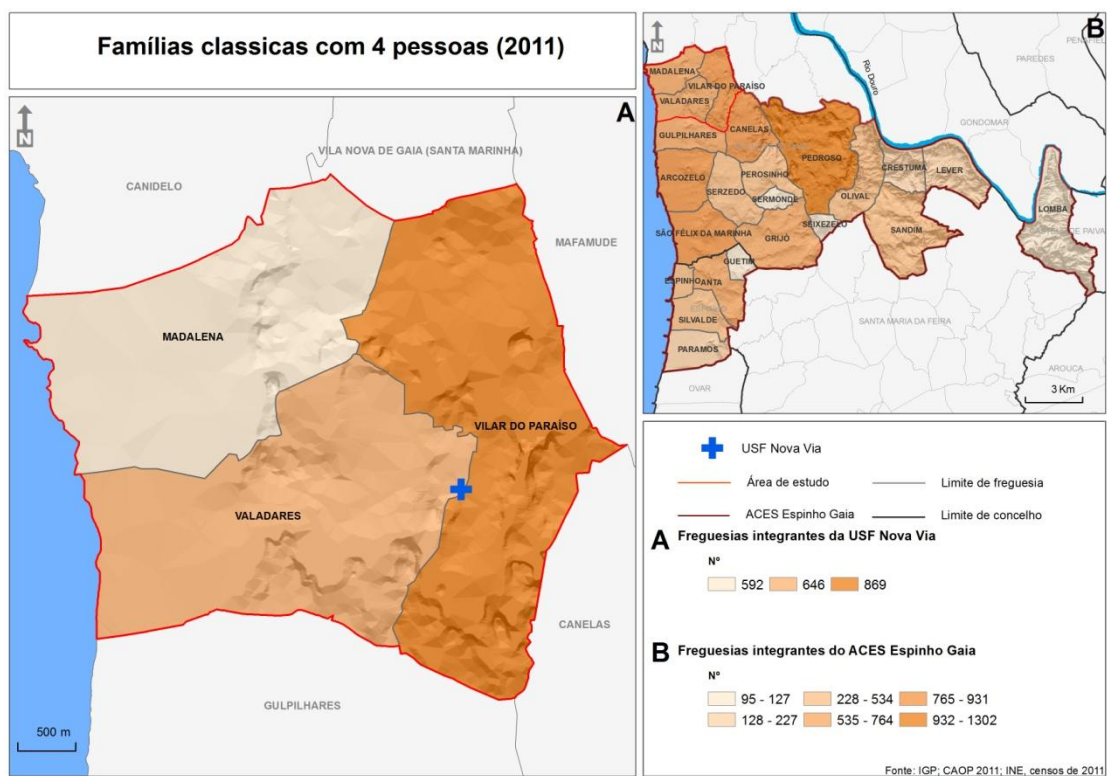 Famílias classicas com 4 pessoas (2011)
A
N
VILA NOVA DE GAIA (SANTA MARINHA)
CANIDELO
MAFAMUDE
MADALENA
VILAR DO PARAÍSO
VALADARES
CANELAS
GULPILHARES
500 m
B
N
PENAFIEL
PAREDES
Rio Douro
MADALENA
VILAR DO PARAÍSO
VALADARES
GONDOMAR
GULPILHARES
CANELAS
PEDROSO
CRESTUMA
LEVER
ARCOZELO
PEROSINHO
SERZEDO
SERMONDE
OLIVAL
LOMBA
SEIXEZELO
SÃO FÉLIX DA MARINHA
GRIJÓ
SANDIM
DE PAIVA
GUETIM
ESPINHO
ANTA
SILVALDE
SANTA MARIA DA FEIRA
PARAMOS
AROUCA
OVAR
3 Km
USF Nova Via
Área de estudo
Limite de freguesia
ACES Espinho Gaia
Limite de concelho
A Freguesias integrantes da USF Nova Via
Nº
592 646 869
B Freguesias integrantes do ACES Espinho Gaia
Nº
95 - 127 228 - 534 765 - 931
128 - 227 535 - 764 932 - 1302
Fonte: IGP; CAOP 2011; INE, censos de 2011